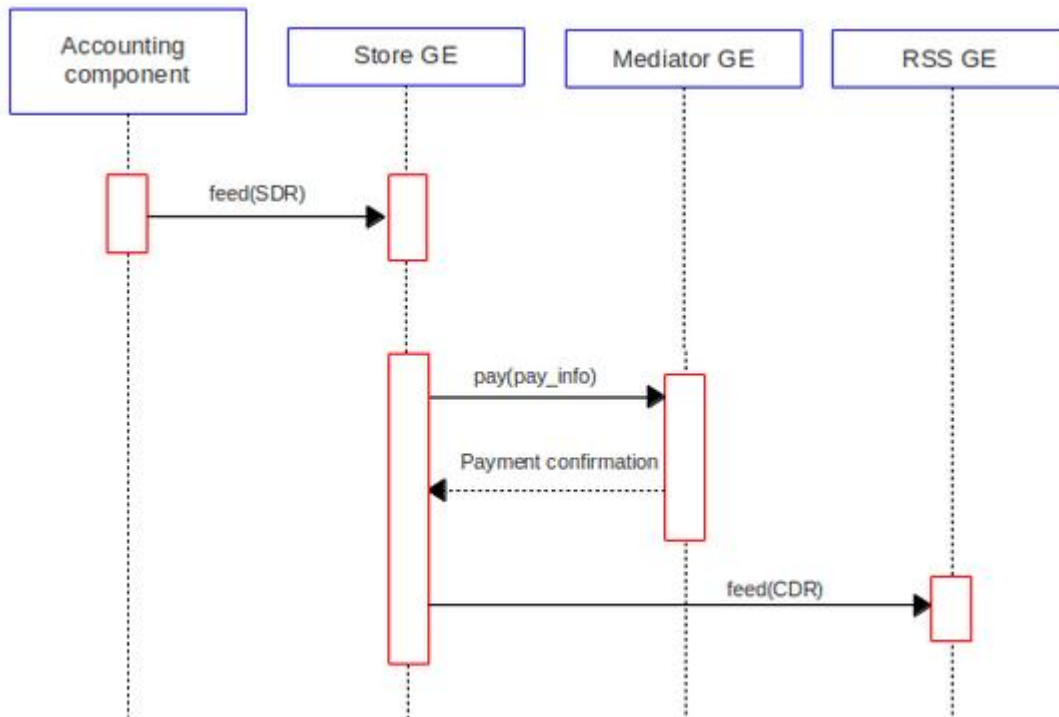 Accounting
component
Store GE
Mediator GE
RSS GE
feed(SDR)
pay(pay_info)
Payment confirmation
feed(CDR)